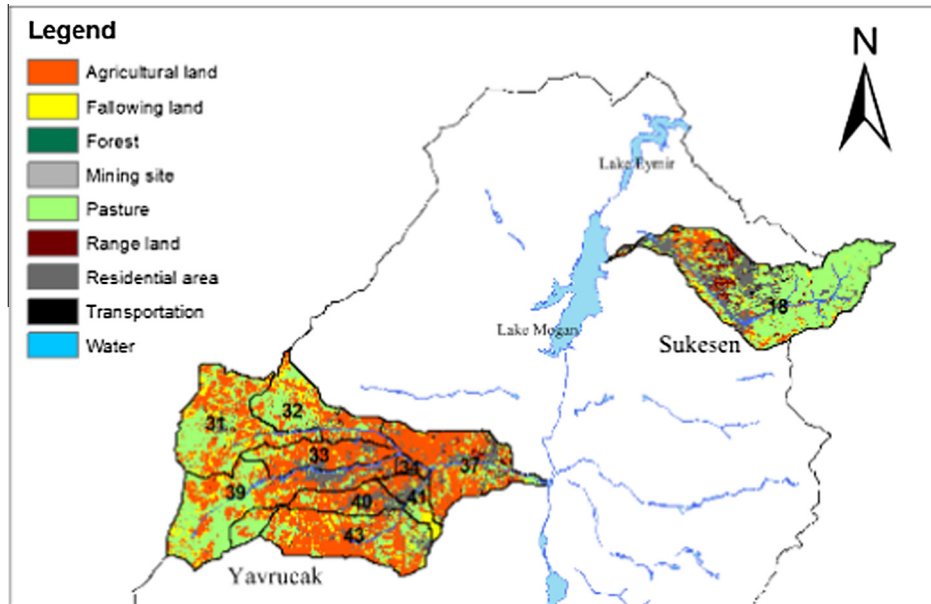 Legend
Agricultural land
Fallowing land
Forest
Mining site
Pasture
Range land
Residential area
Transportation
Water
N
Lake Eymir
Lake Mogan
18
Sukesen
31
32
33
34
37
39
40
41
43
Yavrucak